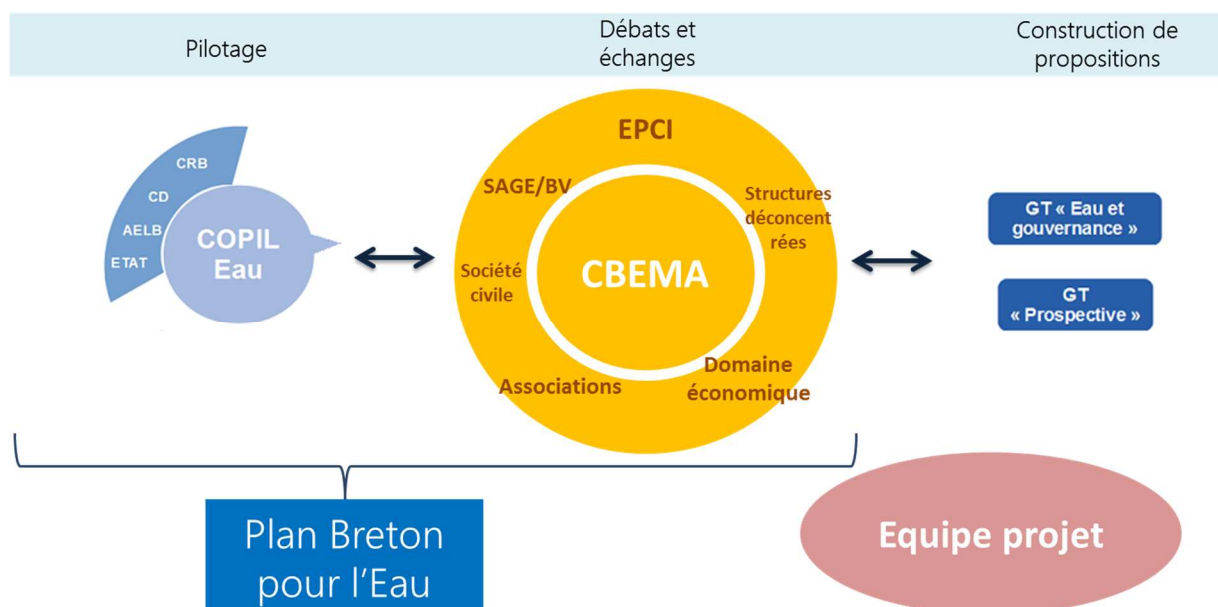 Pilotage
Débats et
échanges
Construction de
propositions
CRB
CD
AELB
ETAT
COPIL
Eau
EPCI
SAGE/BV
Structures
déconcent
rées
Société
civile
CBEMA
Associations
Domaine
économique
GT « Eau et
gouvernance »
GT
« Prospective »
Plan Breton
pour l'Eau
Equipe projet